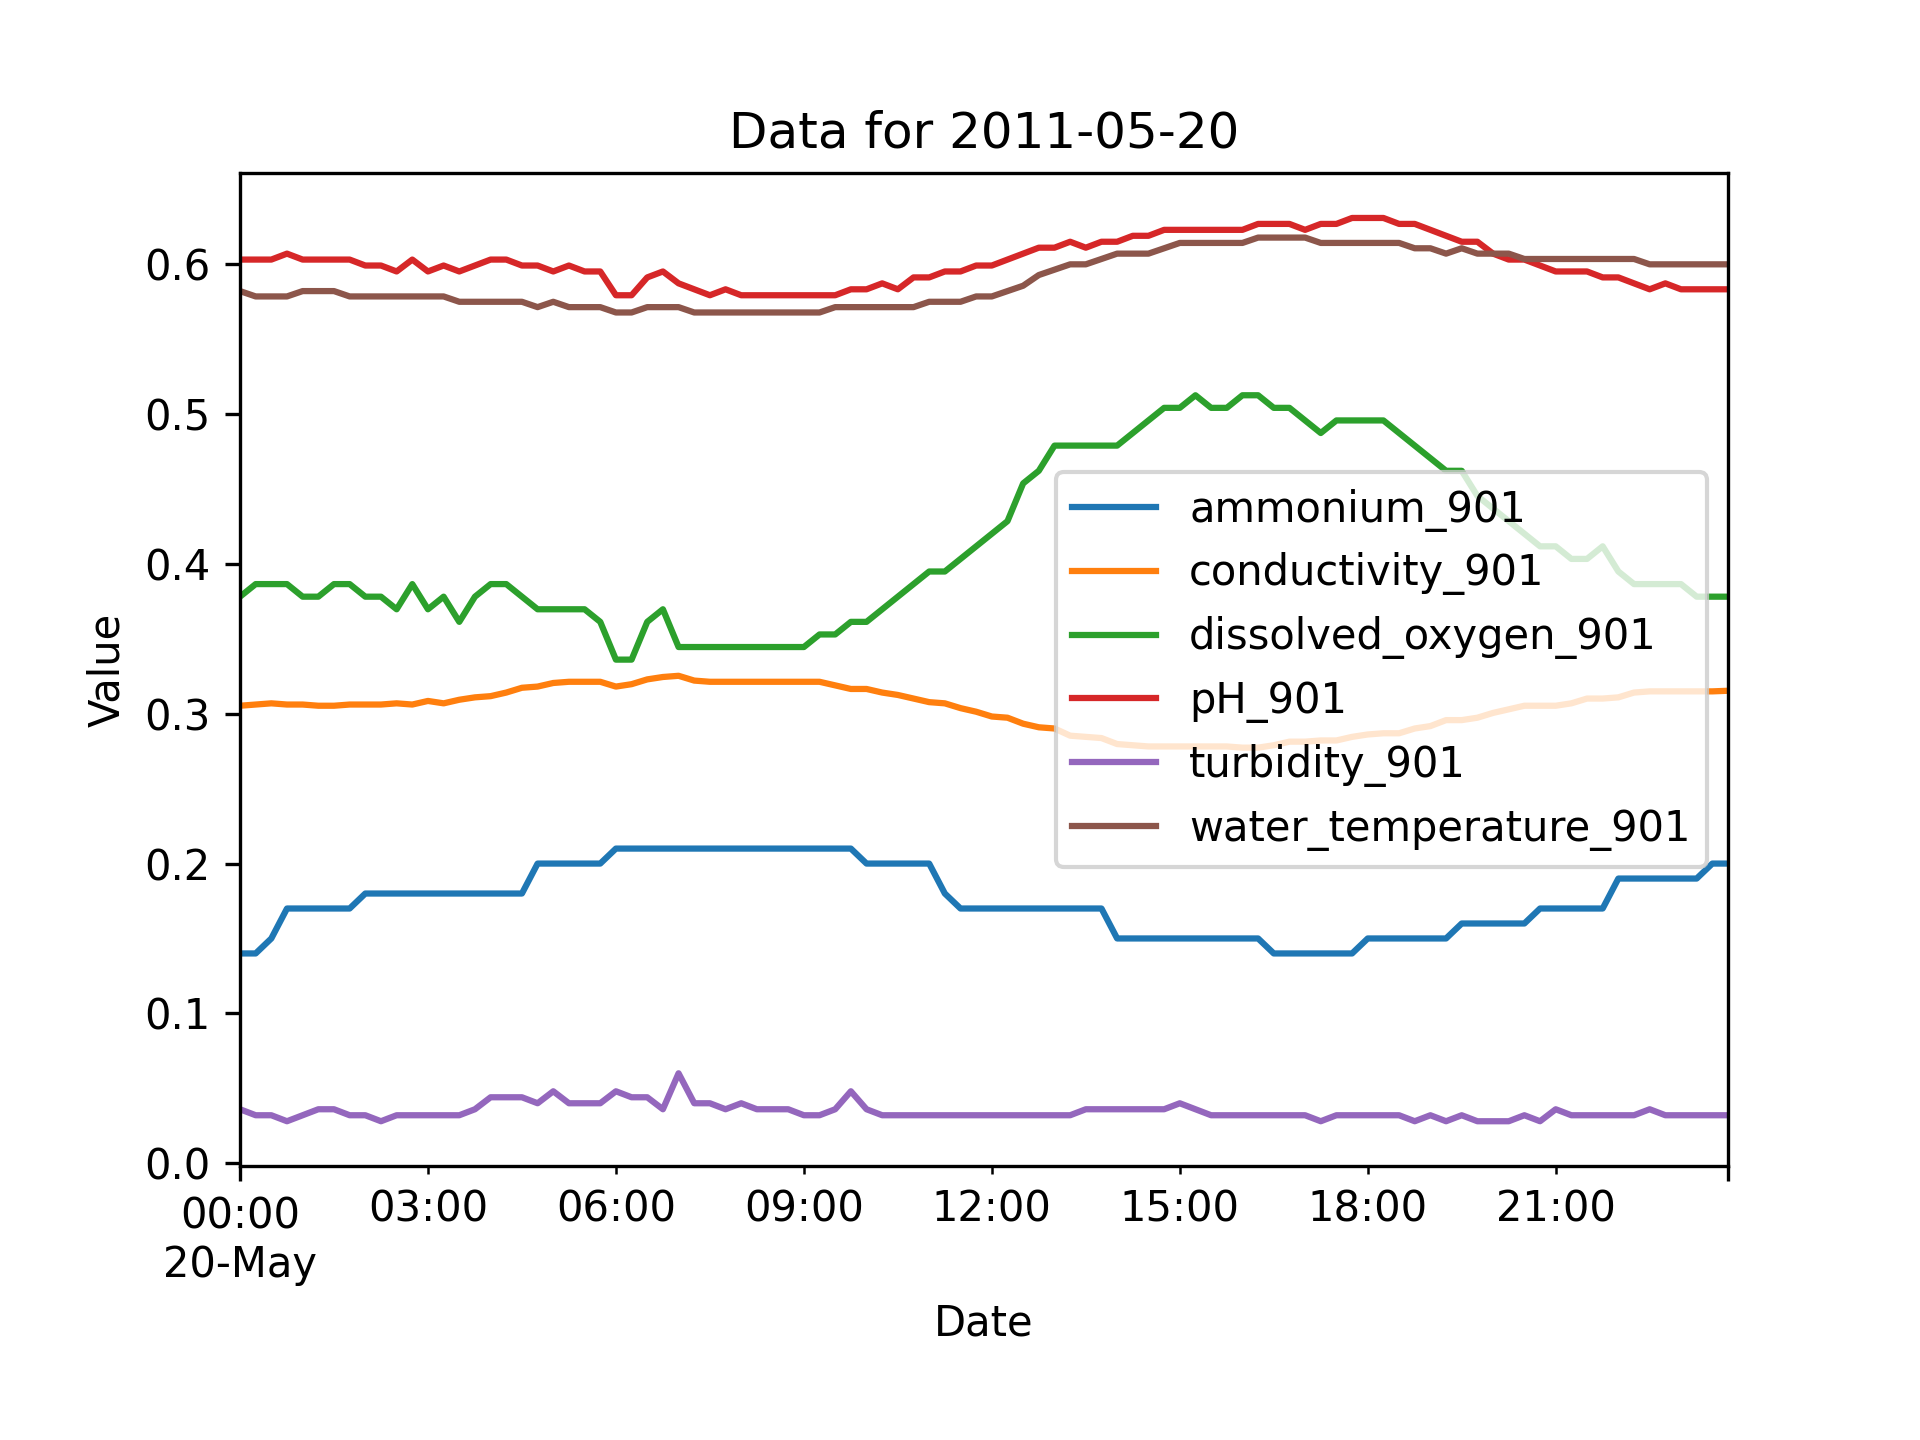 Data for 2011-05-20
Value
0.6
0.5
0.4
0.3
0.2
0.1
0.0
ammonium_901
conductivity_901
dissolved_oxygen_901
pH_901
turbidity_901
water_temperature_901
00:00 03:00 06:00 09:00 12:00 15:00 18:00 21:00
20-May
Date